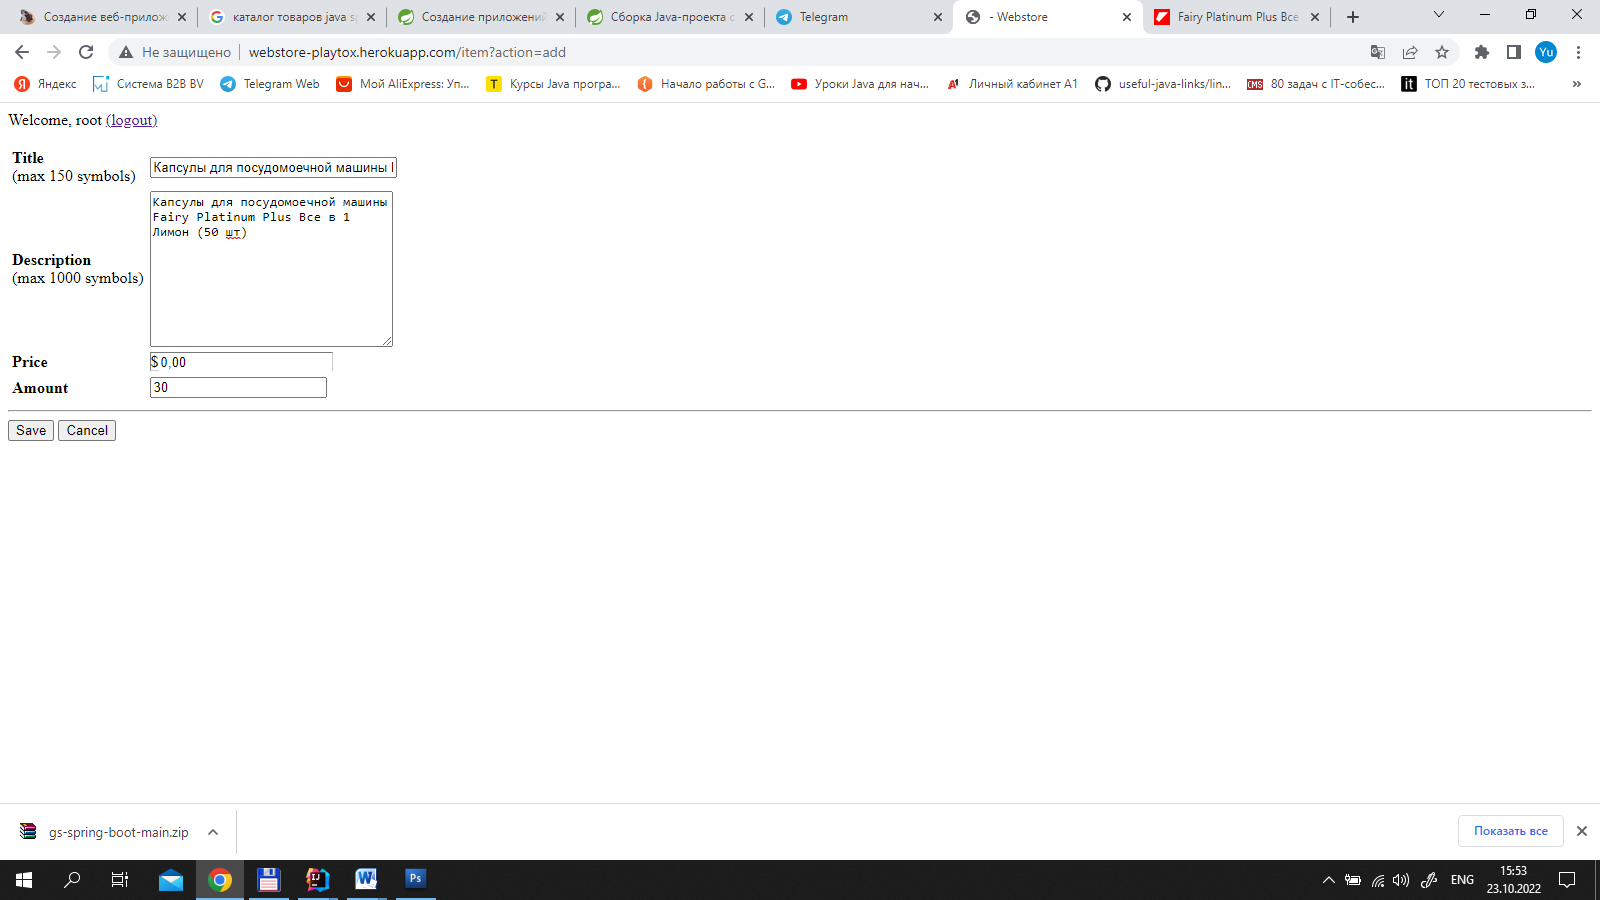 Создание веб-прилож
каталог товаров java s
Создание приложений
Сборка Java-проекта с
Telegram
- Webstore
Fairy Platinum Plus Все
Не защищено
webstore-playtox.herokuapp.com/item?action=add
Yu
Яндекс
Система B2B BV
Telegram Web
Мой AliExpress: Уп...
Курсы Java програ...
Начало работы с G...
Уроки Java для нач...
Личный кабинет A1
useful-java-links/lin...
80 задач с IT-собес...
ТОП 20 тестовых з...
»
Welcome, root (logout)
Title
(max 150 symbols)
Капсулы для посудомоечной машины
Капсулы для посудомоечной машины
Fairy Platinum Plus Все в 1
Лимон (50 шт)
Description
(max 1000 symbols)
Price
$ 0,00
Amount
30
Save
Cancel
gs-spring-boot-main.zip
Показать все
ENG
15:53
23.10.2022